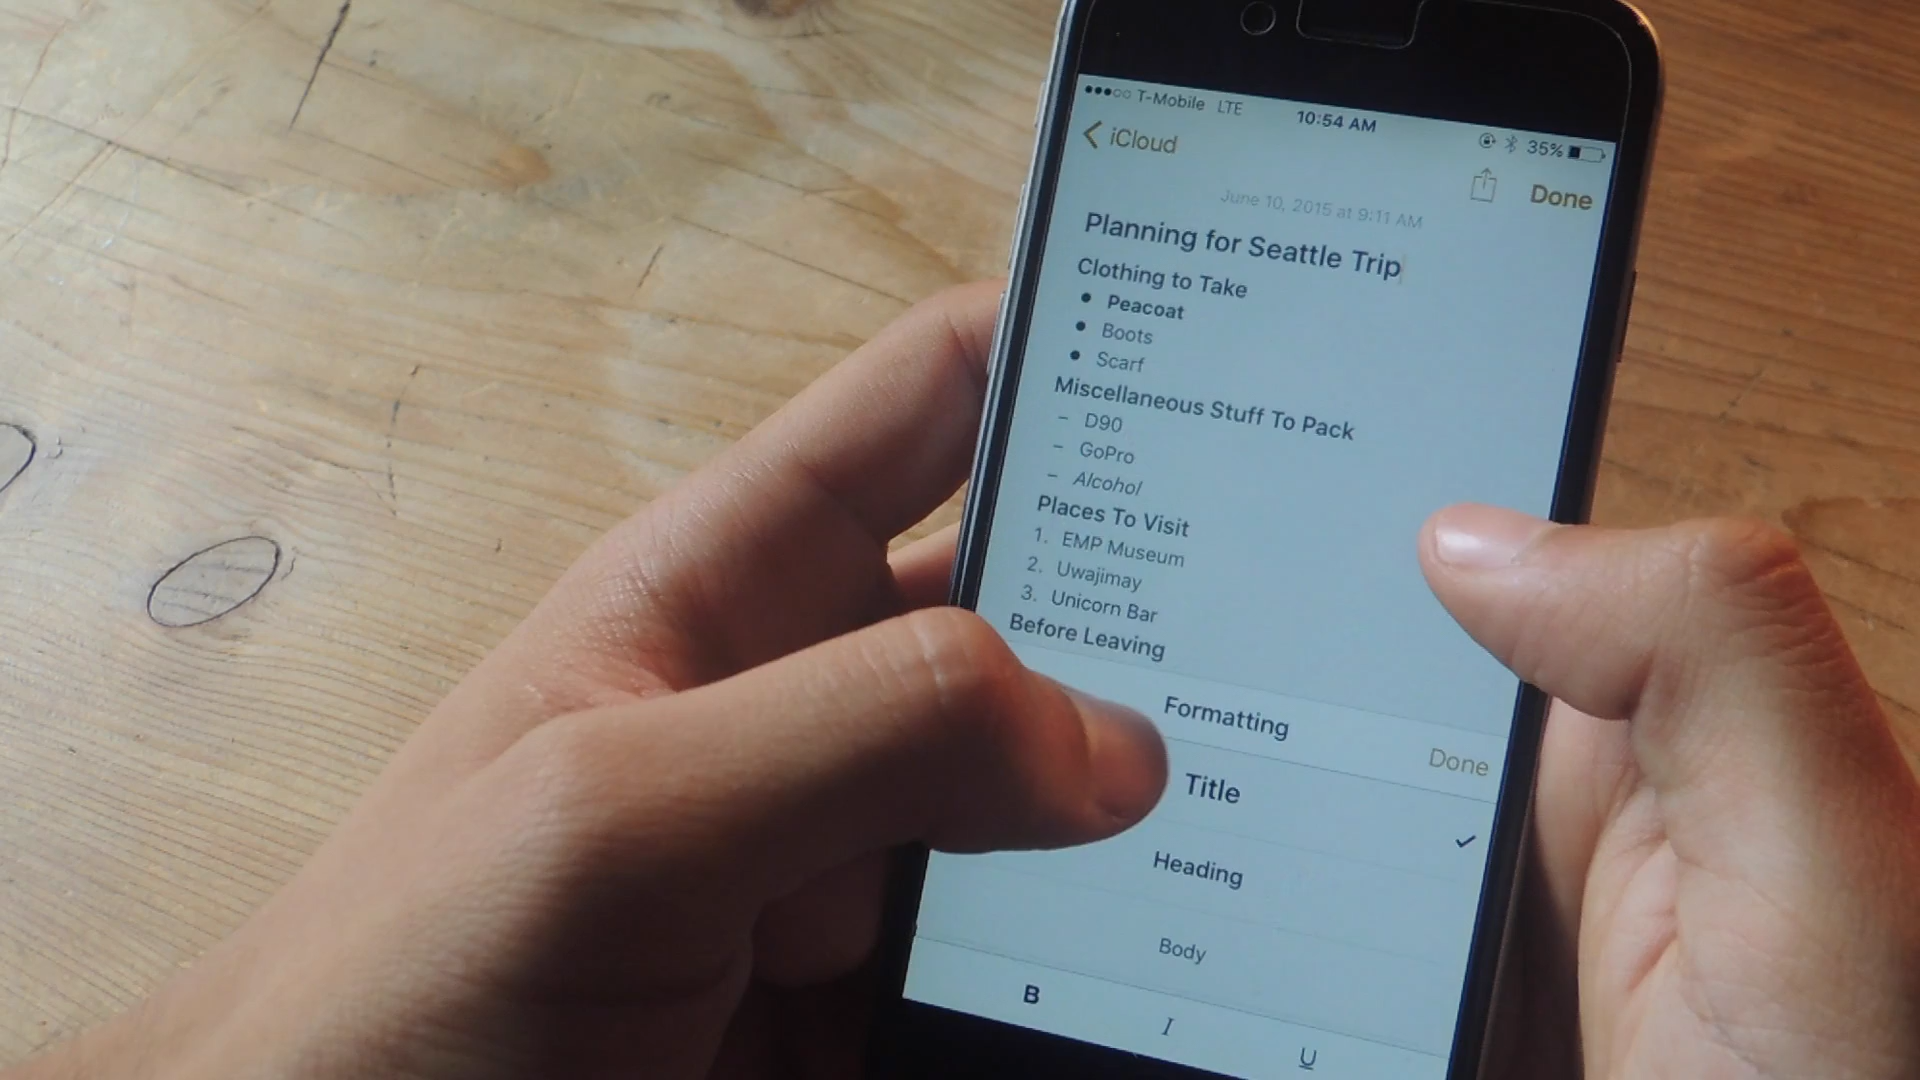 T-Mobile LTE 10:54 AM 35%
iCloud
Done
June 10, 2015 at 9:11 AM
Planning for Seattle Trip
Clothing to Take
• Peacoat
• Boots
• Scarf
Miscellaneous Stuff To Pack
– D90
– GoPro
– Alcohol
Places To Visit
1. EMP Museum
2. Uwajimay
3. Unicorn Bar
Before Leaving
Formatting
Done
Title
Heading
Body
B I U